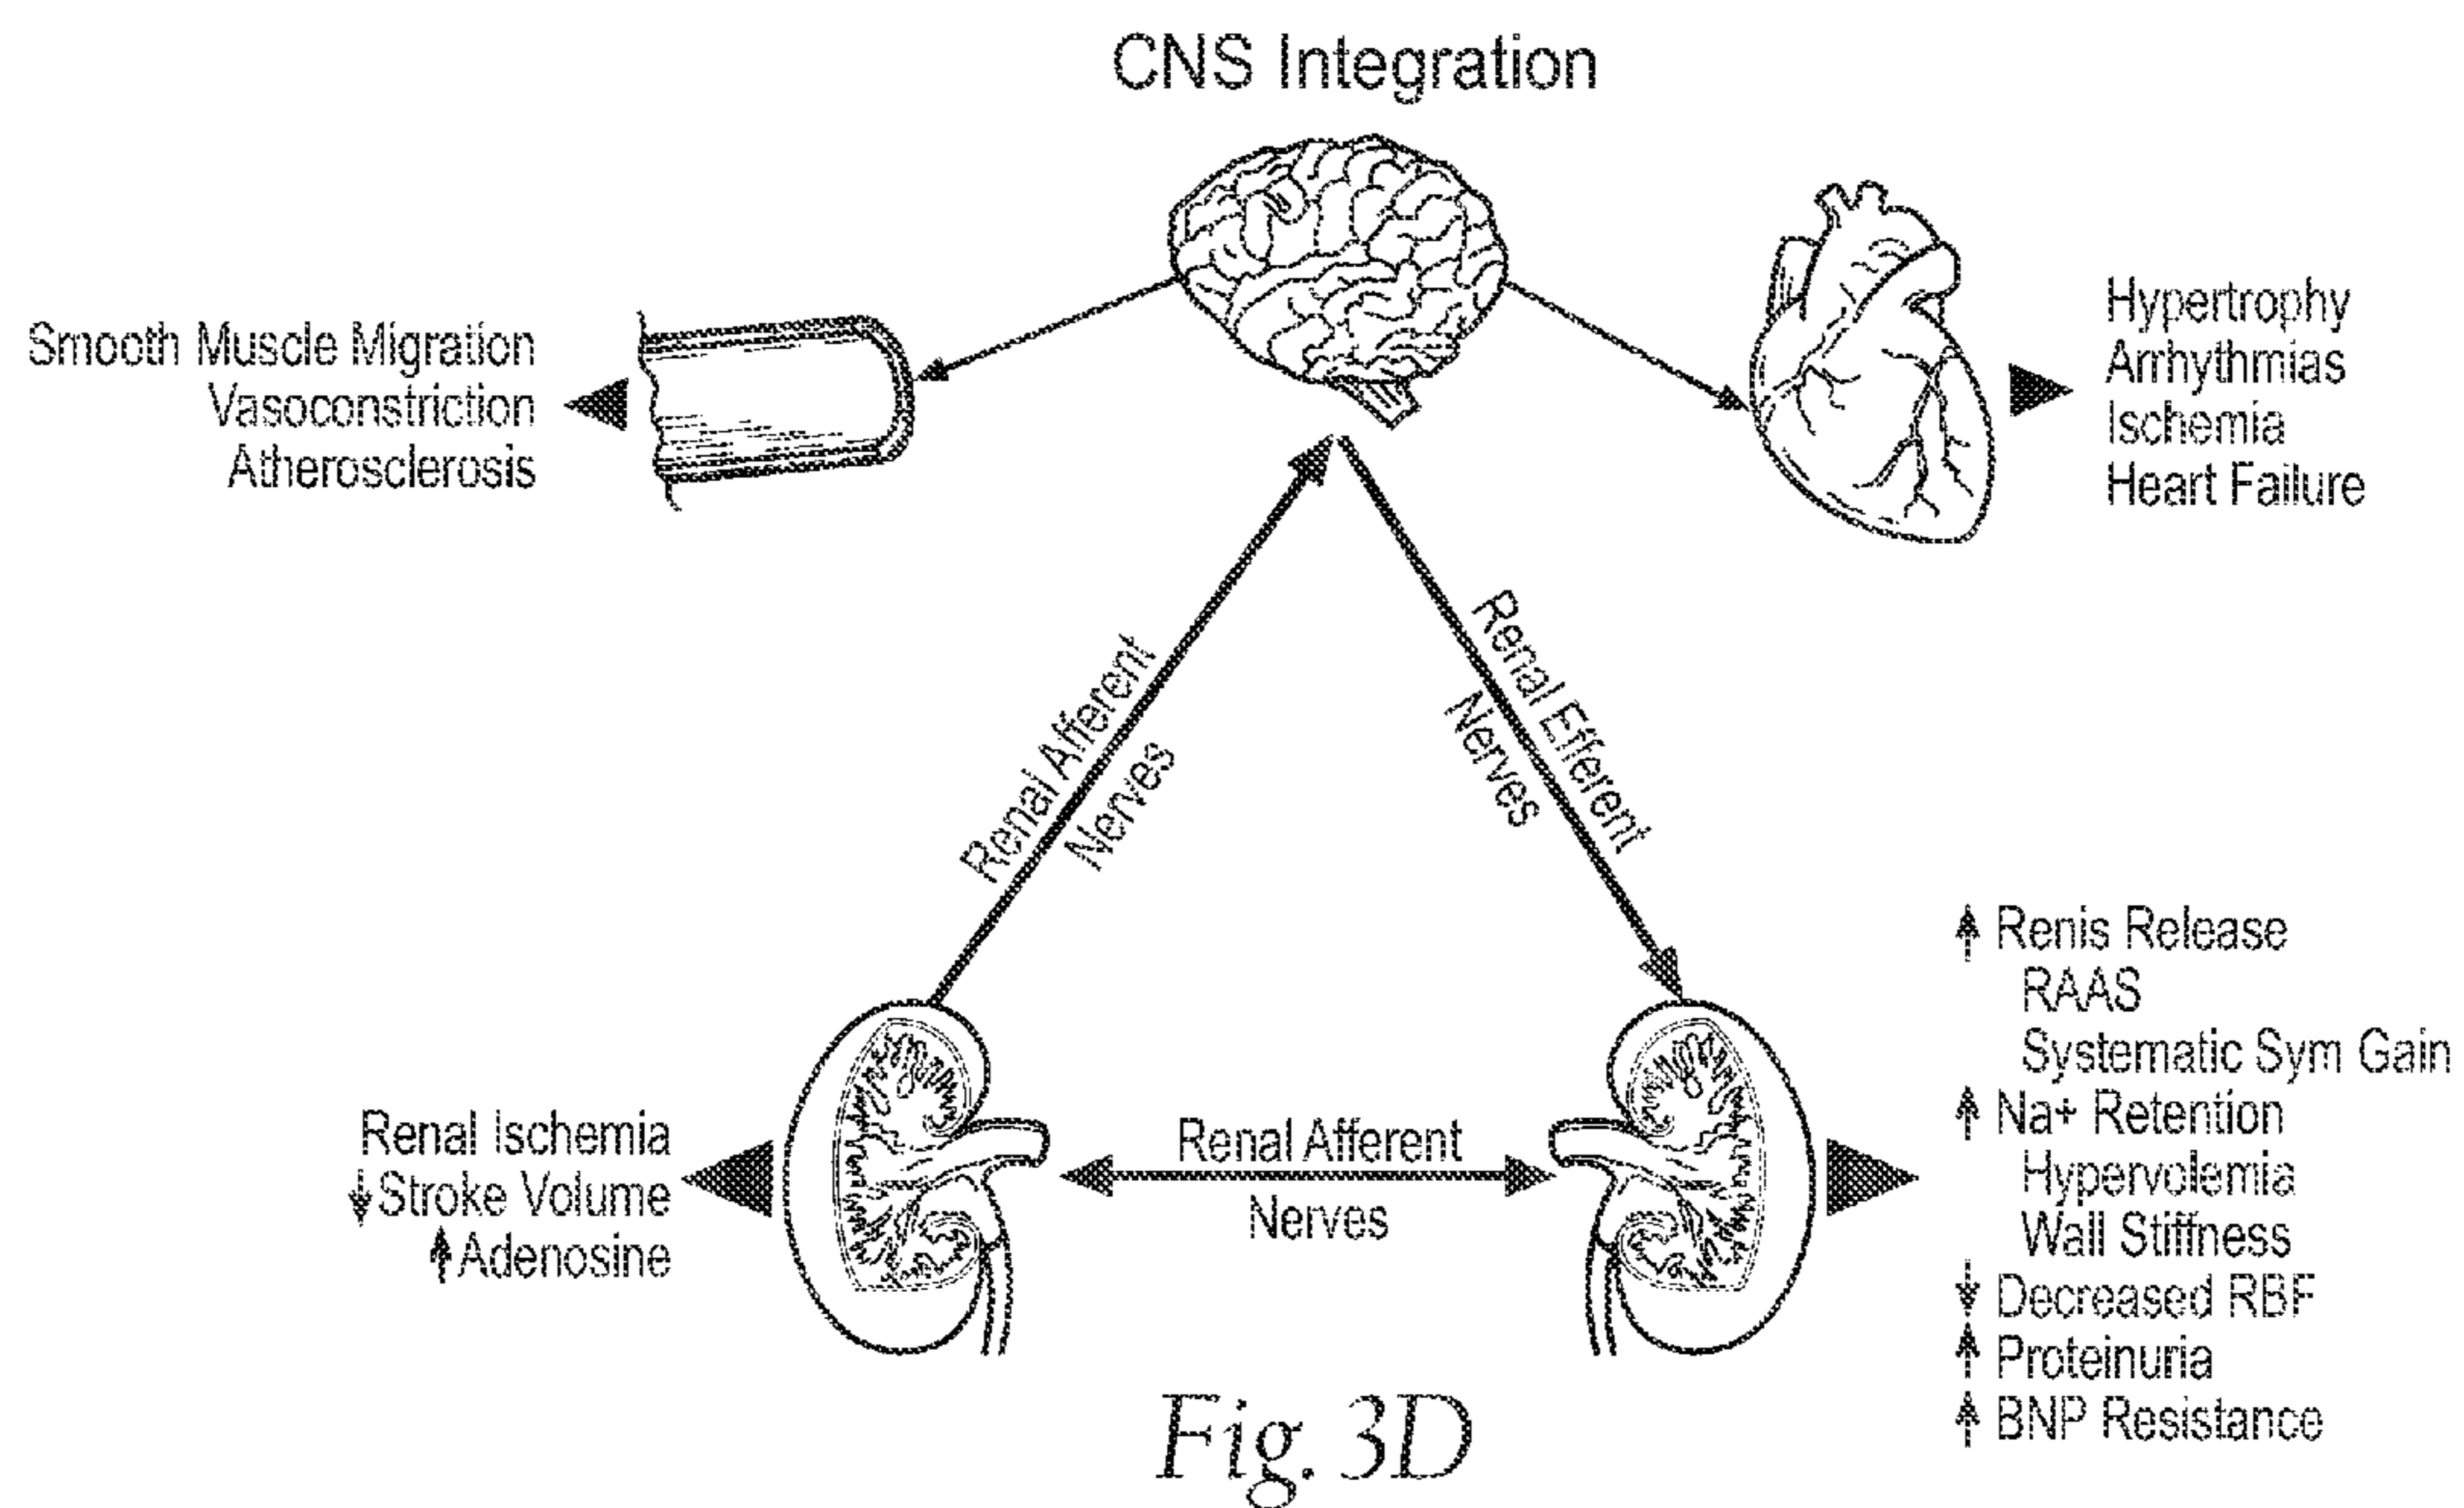 CNS Integration
Smooth Muscle Migration
Vasoconstriction
Atherosclerosis
Hypertrophy
Arrhythmias
Ischemia
Heart Failure
Renal Afferent
Nerves
Renal Efferent
Nerves
Renal Ischemia
↓Stroke Volume
↑Adenosine
Renal Afferent
Nerves
↑ Renis Release
RAAS
Systematic Sym Gain
↑ Na+ Retention
Hypervolemia
Wall Stiffness
↓ Decreased RBF
↑ Proteinuria
↑ BNP Resistance
Fig. 3D